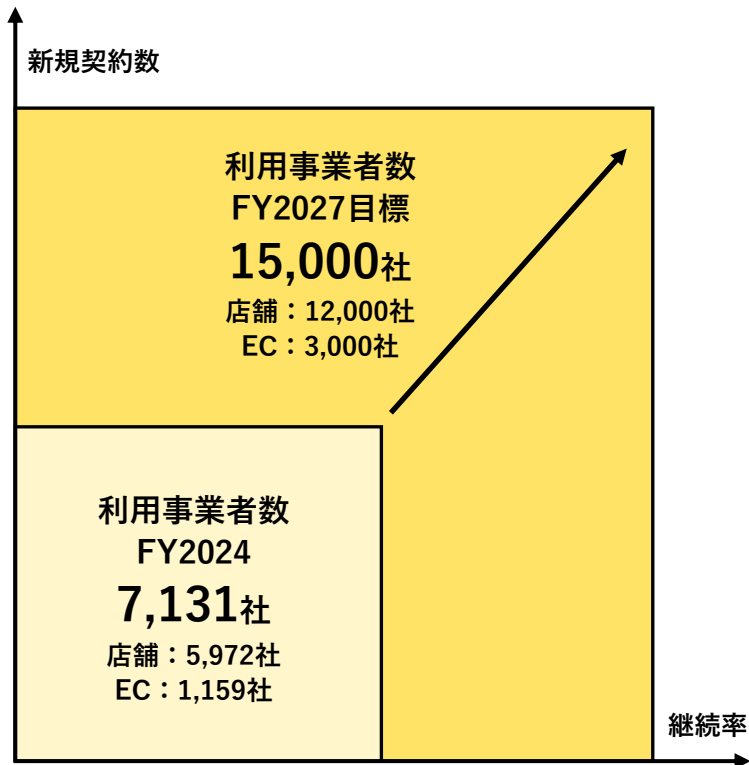 新規契約数
利用事業者数
FY2027目標
15,000社
店舗：12,000社
EC：3,000社
利用事業者数
FY2024
7,131社
店舗：5,972社
EC：1,159社
継続率